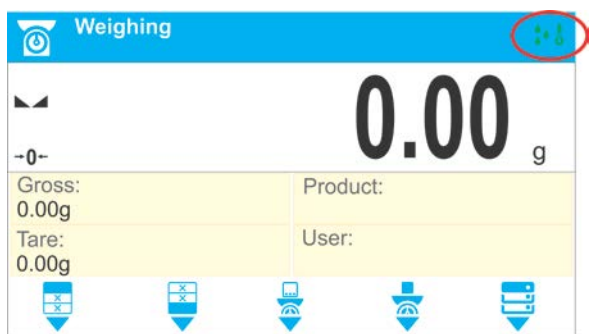 Weighing
0.00 g
→0←
Gross:
0.00g
Product:
Tare:
0.00g
User: